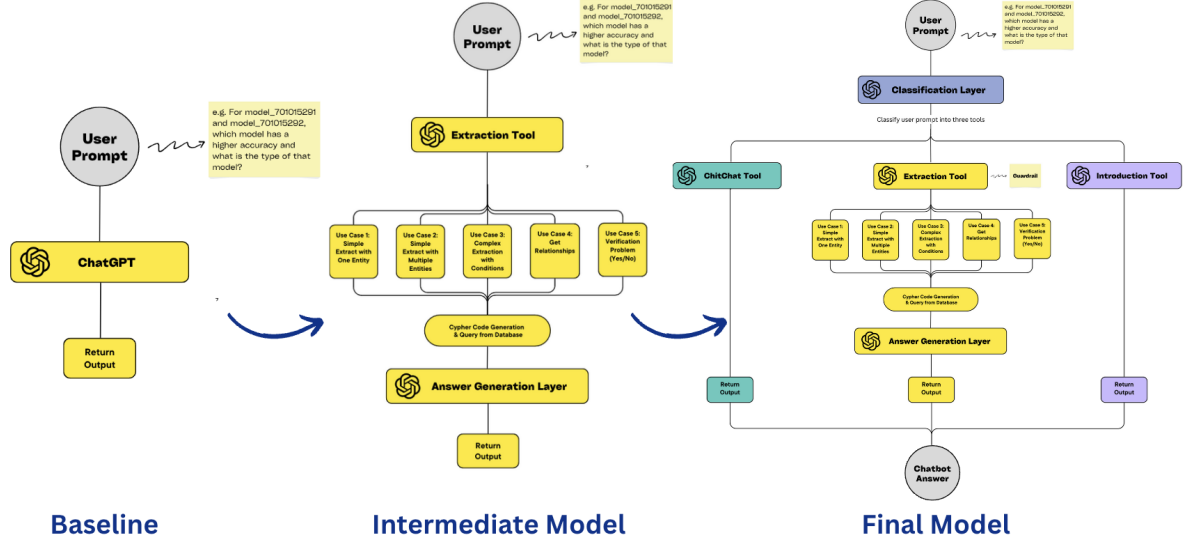 User
Prompt
e.g. For model_701015291
and model_701015292,
which model has a
higher accuracy and
what is the type of that
model?
ChatGPT
Return
Output
Baseline
User
Prompt
e.g. For model_701015291
and model_701015292,
which model has a
higher accuracy and
what is the type of that
model?
Extraction Tool
?
Use Case 1:
Simple
Extract with
One Entity
Use Case 2:
Simple
Extract with
Multiple
Entities
Use Case 3:
Complex
Extraction
with
Conditions
Use Case 4:
Get
Relationships
Use Case 5:
Verification
Problem
(Yes/No)
?
Cypher Code Generation
& Query from Database
Answer Generation Layer
Return
Output
Intermediate Model
User
Prompt
e.g. For model_701015291
and model_701015292,
which model has a
higher accuracy and
what is the type of that
model?
Classification Layer
Classify user prompt into three tools
ChitChat Tool
Extraction Tool
Guardrail
Introduction Tool
Use Case 1:
Simple
Extract with
One Entity
Use Case 2:
Simple
Extract with
Multiple
Entities
Use Case 3:
Complex
Extraction
with
Conditions
Use Case 4:
Get
Relationships
Use Case 5:
Verification
Problem
(Yes/No)
Cypher Code Generation
& Query from Database
Answer Generation Layer
Return
Output
Return
Output
Return
Output
Chatbot
Answer
Final Model